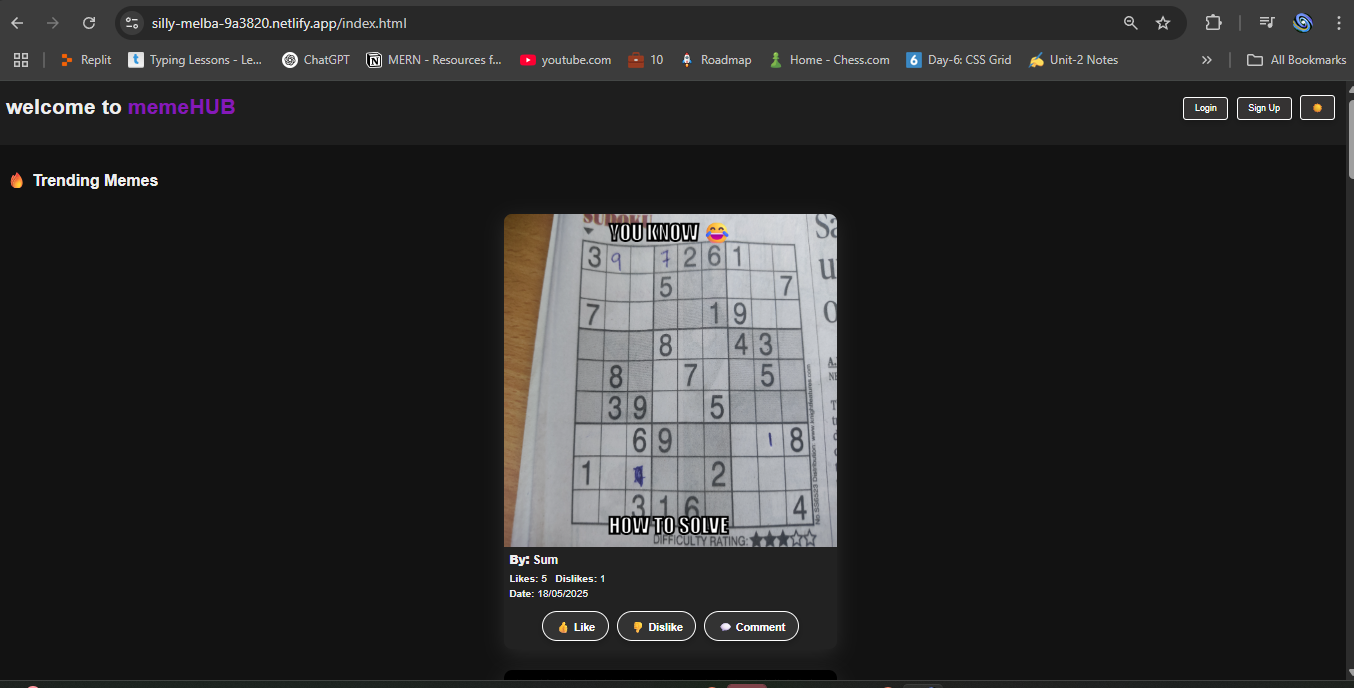 silly-melba-9a3820.netlify.app/index.html
Replit
Typing Lessons - Le...
ChatGPT
MERN - Resources f...
youtube.com
10
Roadmap
Home - Chess.com
6 Day-6: CSS Grid
Unit-2 Notes
»
All Bookmarks
welcome to memeHUB
Login
Sign Up
🔥 Trending Memes
SUDOKU
YOU KNOW 😂
3 9 7 2 6 1
5 7
7 1 9
8 4 3
8 7 5
3 9 5
6 9 1 8
1 2
3 1 6 4
HOW TO SOLVE
DIFFICULTY RATING: ★★★☆☆
By: Sum
Likes: 5 Dislikes: 1
Date: 18/05/2025
👍 Like
👎 Dislike
💬 Comment